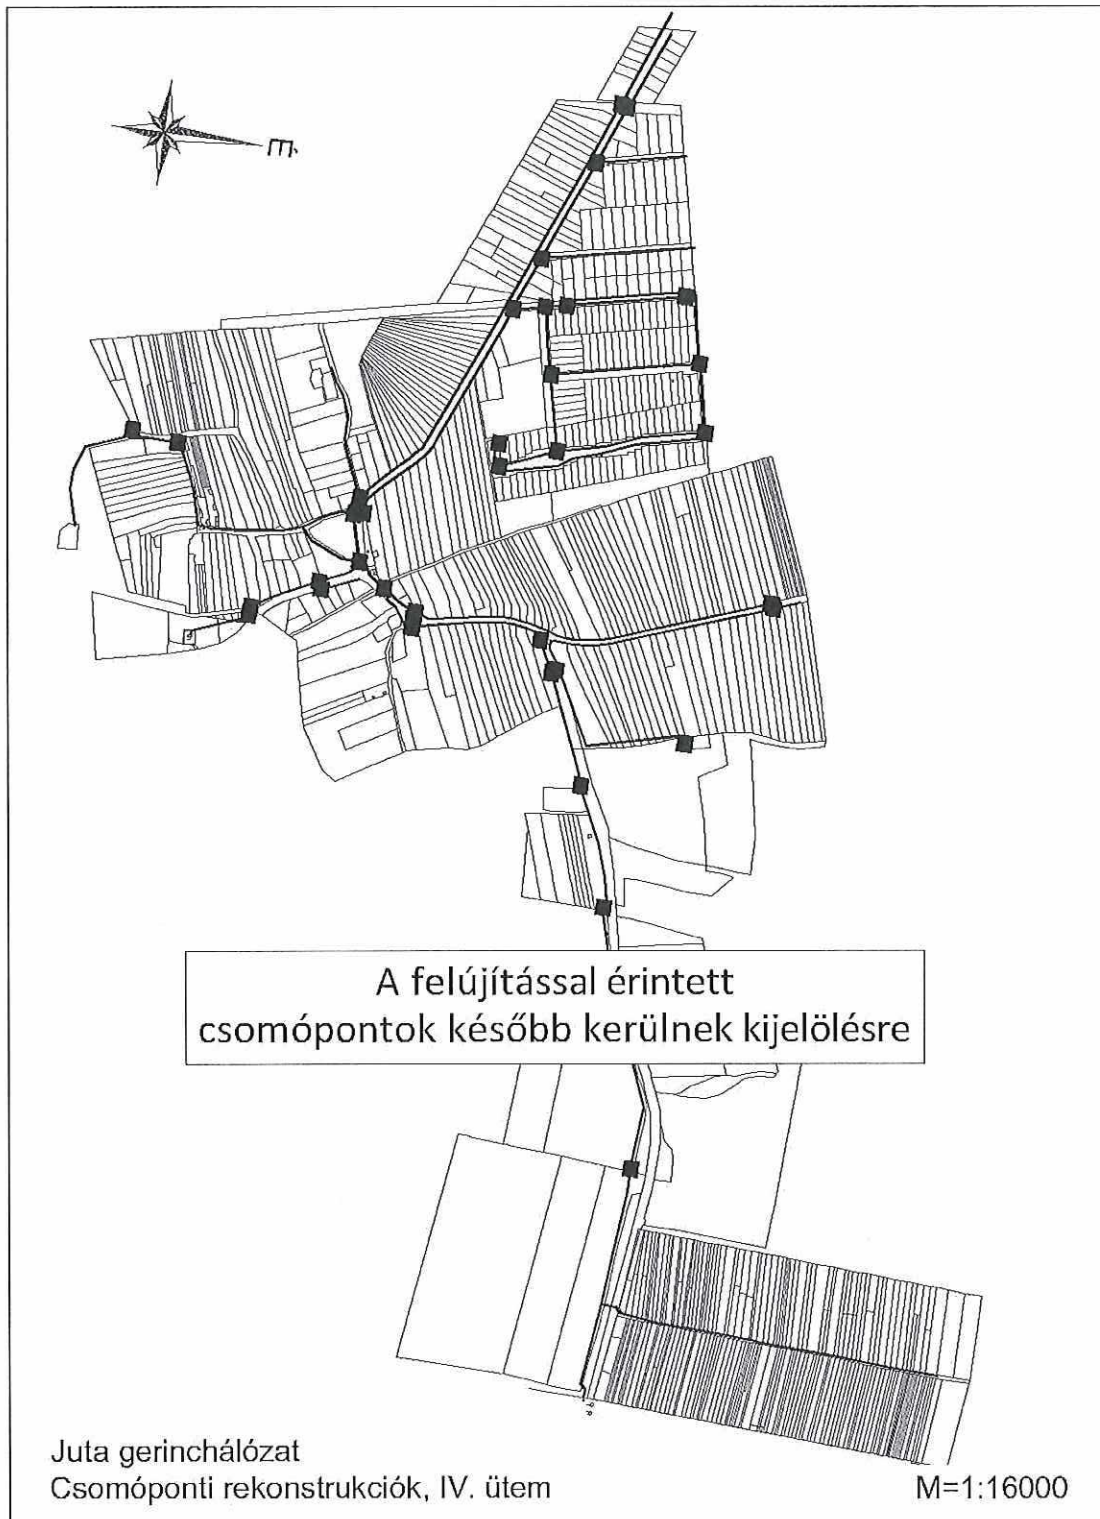 É
A felújítással érintett
csomópontok később kerülnek kijelölésre
Juta gerinchálózat
Csomóponti rekonstrukciók, IV. ütem
M=1:16000